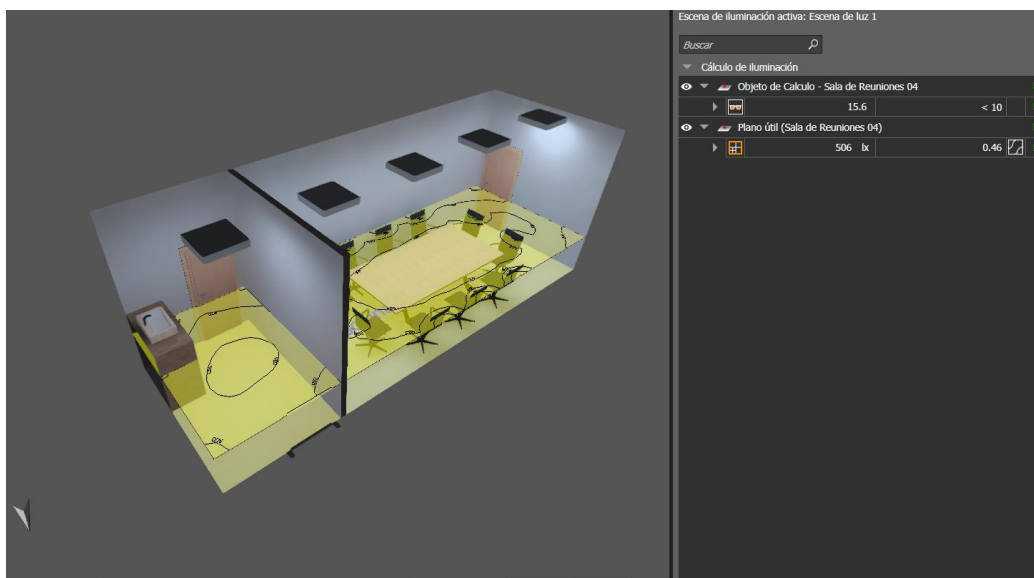 Escena de iluminación activa: Escena de luz 1
Buscar
Cálculo de iluminación
Objeto de Calculo - Sala de Reuniones 04
15.6 < 10
Plano útil (Sala de Reuniones 04)
506 lx 0.46